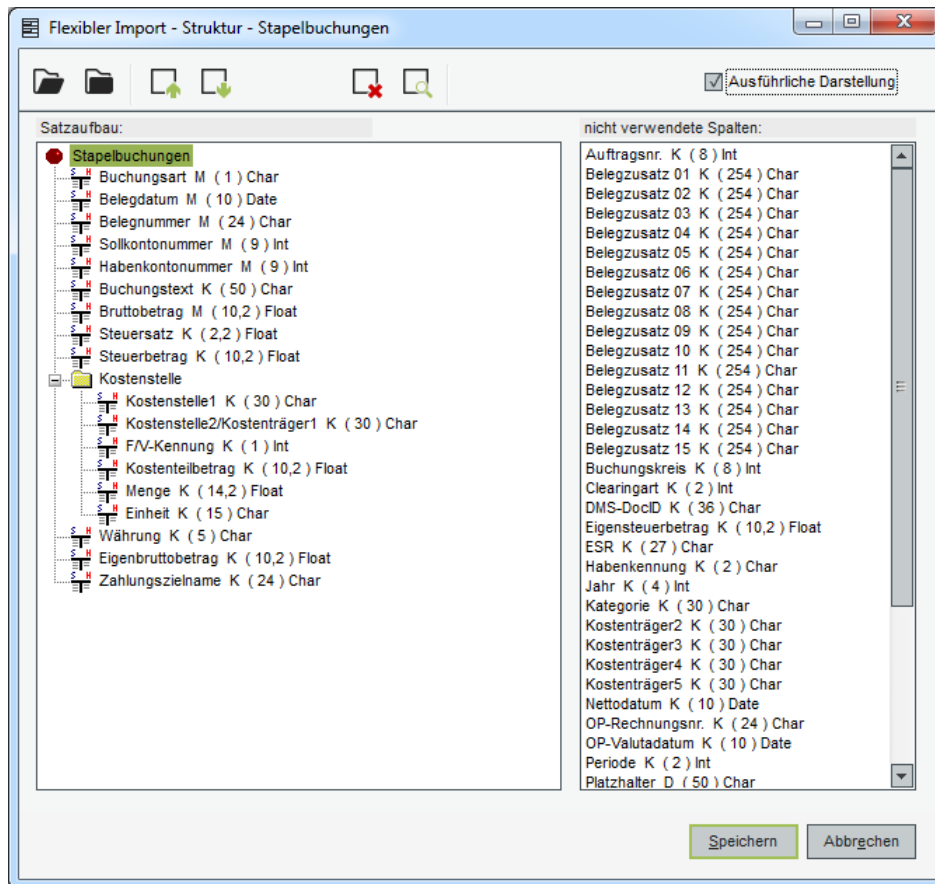 Flexibler Import - Struktur - Stapelbuchungen
Ausführliche Darstellung
Satzaufbau:
Stapelbuchungen
Buchungsart M ( 1 ) Char
Belegdatum M ( 10 ) Date
Belegnummer M ( 24 ) Char
Sollkontonummer M ( 9 ) Int
Habenkontonummer M ( 9 ) Int
Buchungstext K ( 50 ) Char
Bruttobetrag M ( 10,2 ) Float
Steuersatz K ( 2,2 ) Float
Steuerbetrag K ( 10,2 ) Float
Kostenstelle
Kostenstelle1 K ( 30 ) Char
Kostenstelle2/Kostenträger1 K ( 30 ) Char
F/V-Kennung K ( 1 ) Int
Kostenteilbetrag K ( 10,2 ) Float
Menge K ( 14,2 ) Float
Einheit K ( 15 ) Char
Währung K ( 5 ) Char
Eigenbruttobetrag K ( 10,2 ) Float
Zahlungszielname K ( 24 ) Char
nicht verwendete Spalten:
Auftragsnr. K ( 8 ) Int
Belegzusatz 01 K ( 254 ) Char
Belegzusatz 02 K ( 254 ) Char
Belegzusatz 03 K ( 254 ) Char
Belegzusatz 04 K ( 254 ) Char
Belegzusatz 05 K ( 254 ) Char
Belegzusatz 06 K ( 254 ) Char
Belegzusatz 07 K ( 254 ) Char
Belegzusatz 08 K ( 254 ) Char
Belegzusatz 09 K ( 254 ) Char
Belegzusatz 10 K ( 254 ) Char
Belegzusatz 11 K ( 254 ) Char
Belegzusatz 12 K ( 254 ) Char
Belegzusatz 13 K ( 254 ) Char
Belegzusatz 14 K ( 254 ) Char
Belegzusatz 15 K ( 254 ) Char
Buchungskreis K ( 8 ) Int
Clearingart K ( 2 ) Int
DMS-DocID K ( 36 ) Char
Eigensteuerbetrag K ( 10,2 ) Float
ESR K ( 27 ) Char
Habenkennung K ( 2 ) Char
Jahr K ( 4 ) Int
Kategorie K ( 30 ) Char
Kostenträger2 K ( 30 ) Char
Kostenträger3 K ( 30 ) Char
Kostenträger4 K ( 30 ) Char
Kostenträger5 K ( 30 ) Char
Nettodatum K ( 10 ) Date
OP-Rechnungsnr. K ( 24 ) Char
OP-Valutadatum K ( 10 ) Date
Periode K ( 2 ) Int
Platzhalter D ( 50 ) Char
Speichern
Abbrechen